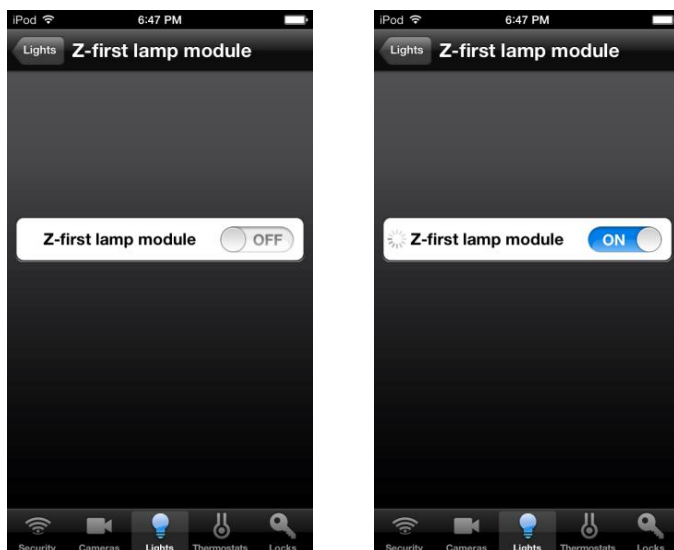 iPod 6:47 PM
Lights Z-first lamp module
Z-first lamp module OFF
Security Cameras Lights Thermostats Locks
iPod 6:47 PM
Lights Z-first lamp module
Z-first lamp module ON
Security Cameras Lights Thermostats Locks